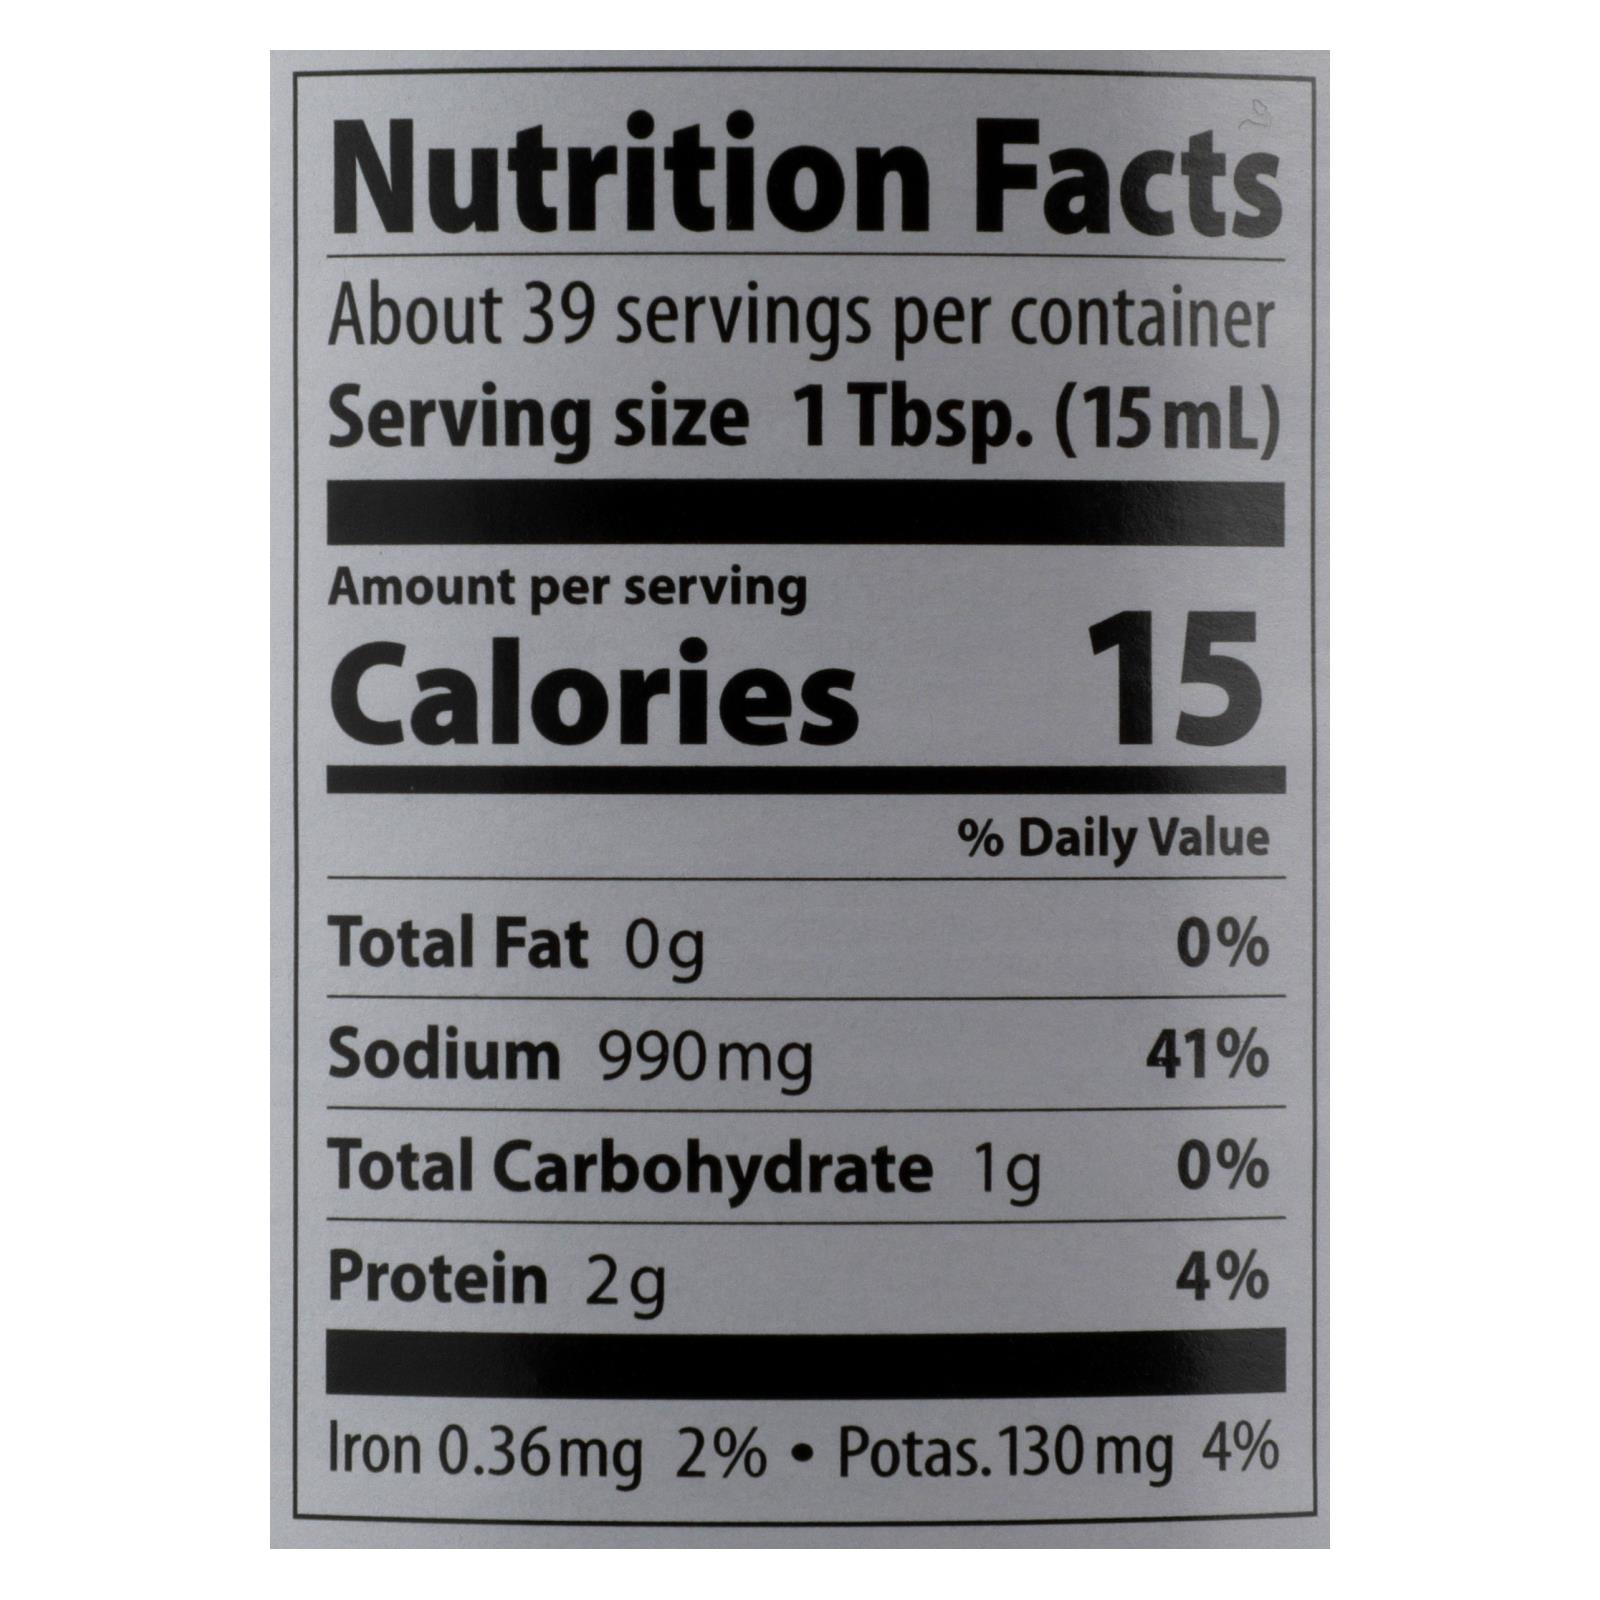 Nutrition Facts
About 39 servings per container
Serving size 1 Tbsp. (15mL)
Amount per serving
Calories 15
% Daily Value
Total Fat 0g 0%
Sodium 990mg 41%
Total Carbohydrate 1g 0%
Protein 2g 4%
Iron 0.36mg 2% • Potas. 130mg 4%